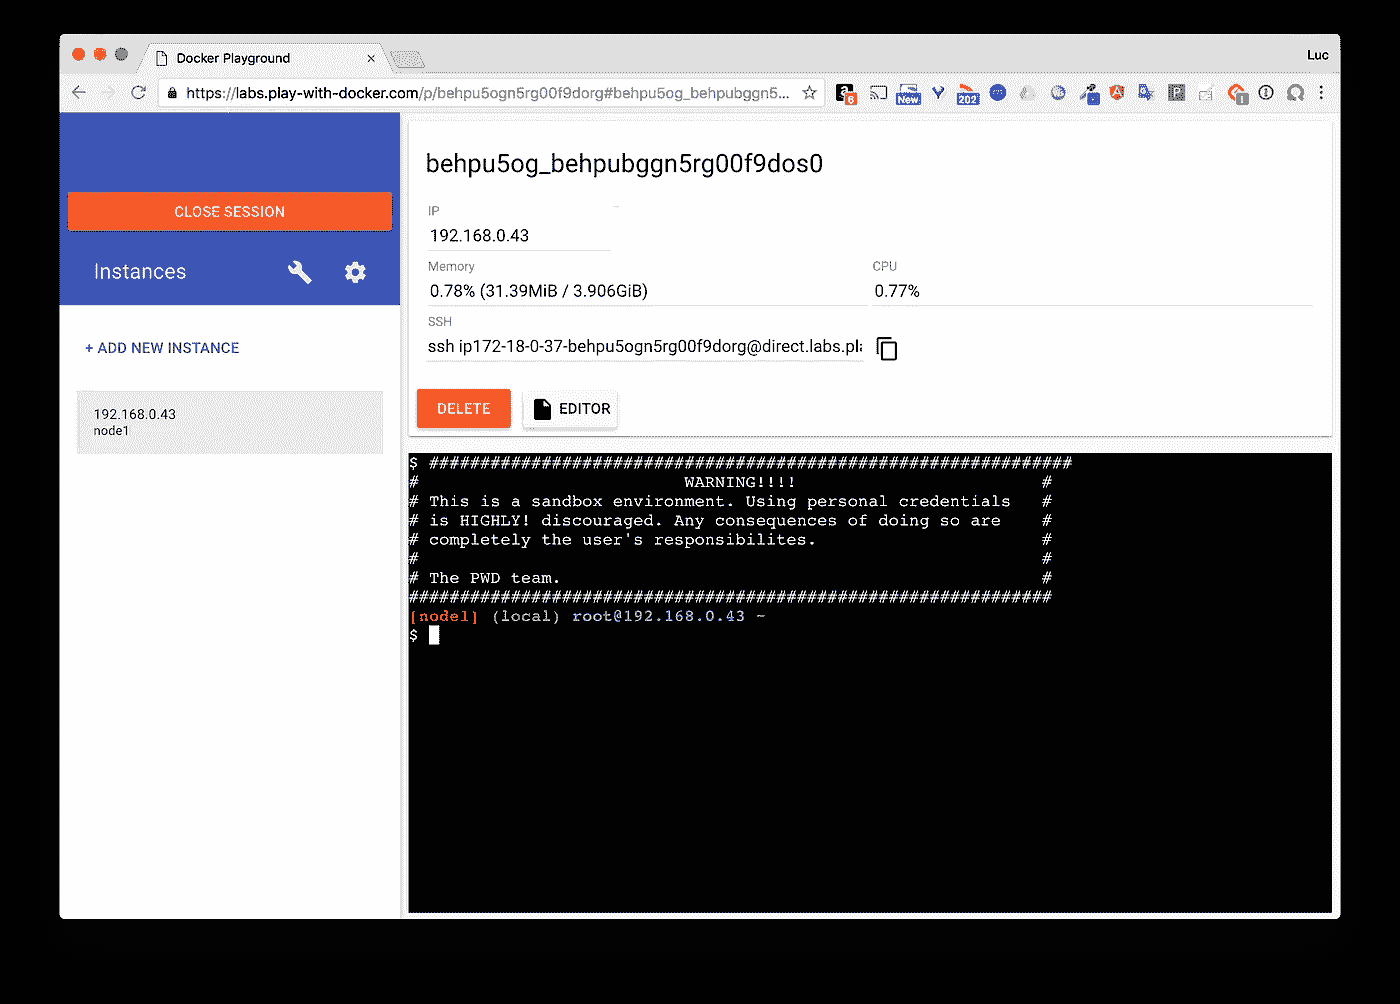 Docker Playground
Luc
https://labs.play-with-docker.com/p/behpu5ogn5rg00f9dorg#behpu5og_behpubggn5...
6
New
202
CLOSE SESSION
Instances
+ ADD NEW INSTANCE
192.168.0.43
node1
behpu5og_behpubggn5rg00f9dos0
IP
192.168.0.43
Memory
0.78% (31.39MiB / 3.906GiB)
CPU
0.77%
SSH
ssh ip172-18-0-37-behpu5ogn5rg00f9dorg@direct.labs.pl
DELETE
EDITOR
$ ###############################################################
# WARNING!!!! #
# This is a sandbox environment. Using personal credentials #
# is HIGHLY! discouraged. Any consequences of doing so are #
# completely the user's responsibilites. #
# #
# The PWD team. #
###############################################################
[node1] (local) root@192.168.0.43 ~
$